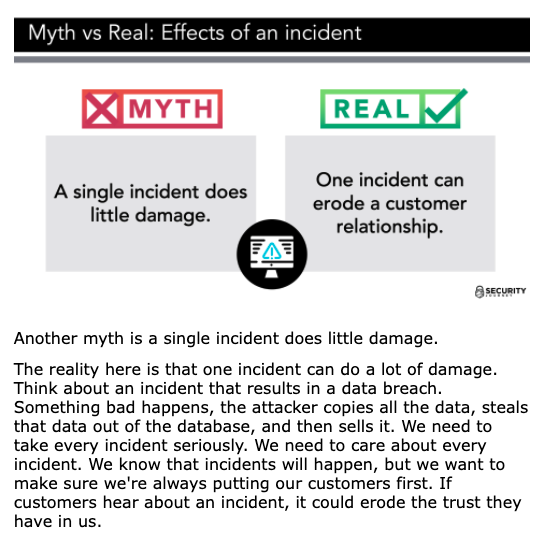 Myth vs Real: Effects of an incident
MYTH
REAL
A single incident does
little damage.
One incident can
erode a customer
relationship.
SECURITY
JOURNEY
Another myth is a single incident does little damage.
The reality here is that one incident can do a lot of damage.
Think about an incident that results in a data breach.
Something bad happens, the attacker copies all the data, steals
that data out of the database, and then sells it. We need to
take every incident seriously. We need to care about every
incident. We know that incidents will happen, but we want to
make sure we're always putting our customers first. If
customers hear about an incident, it could erode the trust they
have in us.